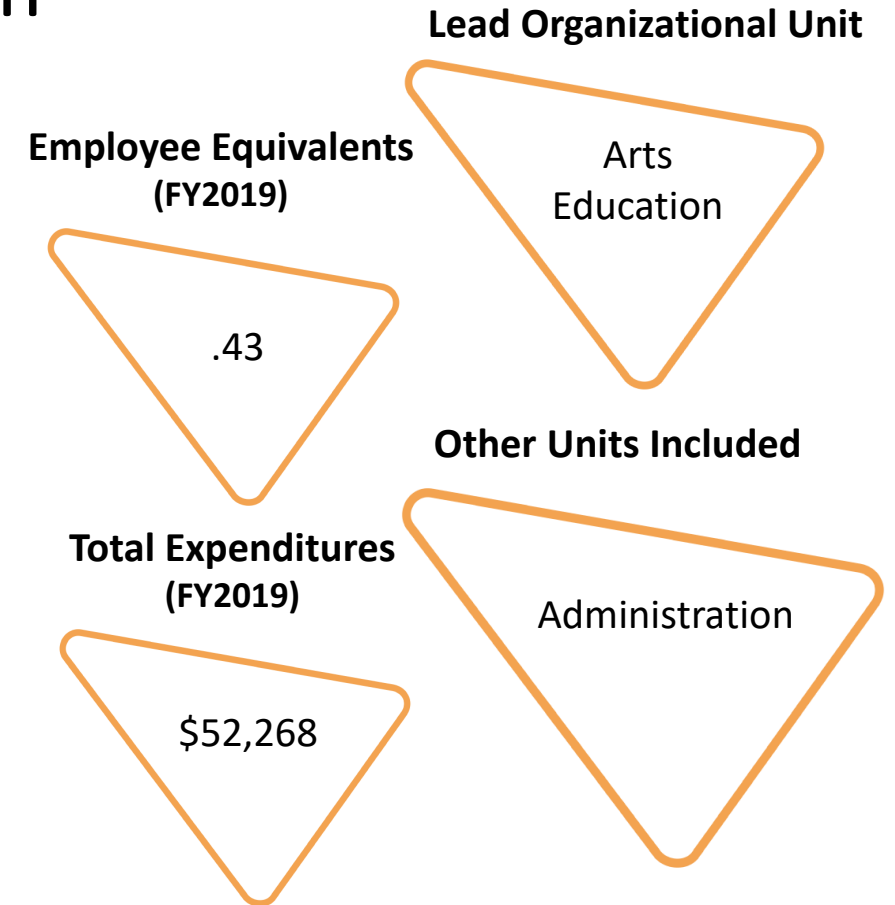 Lead Organizational Unit
Arts
Education
Employee Equivalents
(FY2019)
.43
Other Units Included
Administration
Total Expenditures
(FY2019)
$52,268